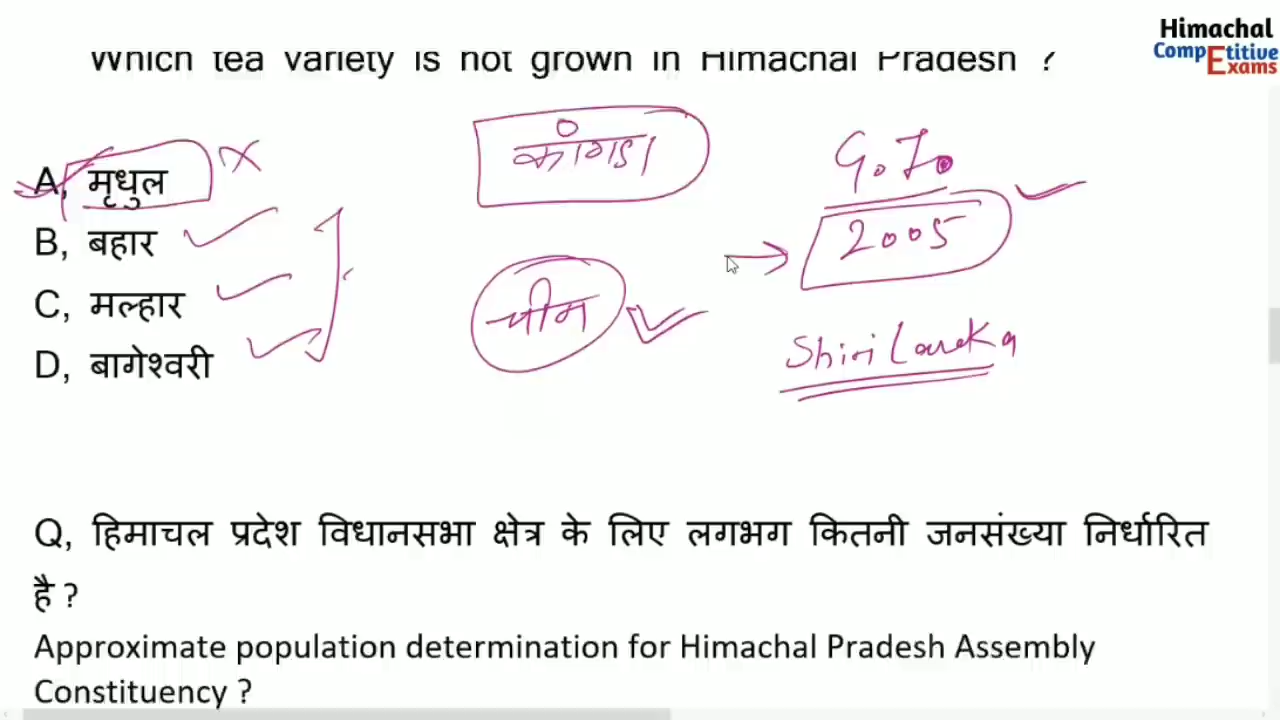 Himachal
CompEtitive
Exams
Which tea variety is not grown in Himachal Pradesh ?
A, मृधुल
B, बहार
C, मल्हार
D, बागेश्वरी
कांगडा
चीन
G.I.
2005
Shiri Lanka
Q, हिमाचल प्रदेश विधानसभा क्षेत्र के लिए लगभग कितनी जनसंख्या निर्धारित
है ?
Approximate population determination for Himachal Pradesh Assembly
Constituency ?